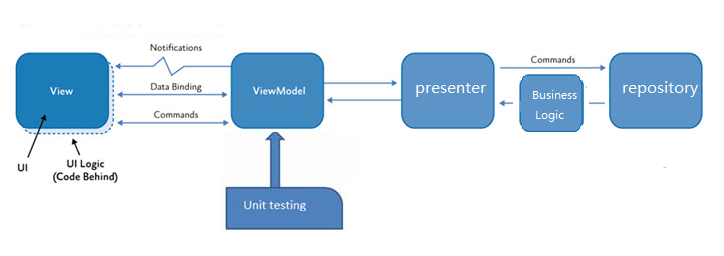 Notifications
Commands
View
Data Binding
ViewModel
presenter
Business
Logic
repository
Commands
UI
UI Logic
(Code Behind)
Unit testing